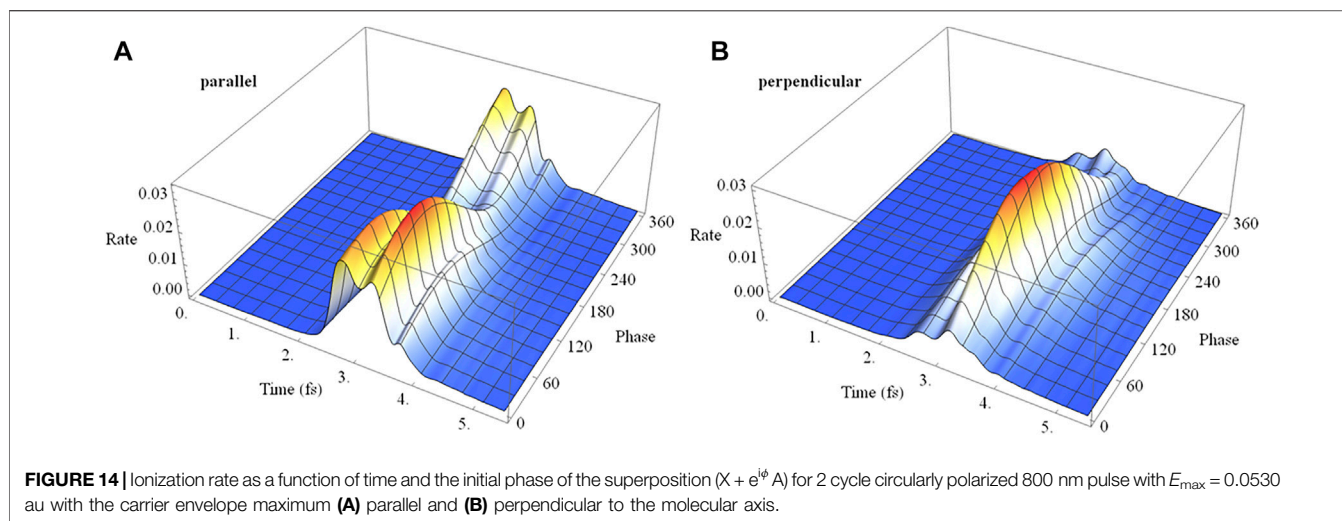 A
parallel
0.03
0.02
Rate
0.01
0.00
0.
1.
2.
3.
4.
5.
Time (fs)
0
60
120
180
240
300
360
Phase
B
perpendicular
0.03
0.02
Rate
0.01
0.00
0.
1.
2.
3.
4.
5.
Time (fs)
0
60
120
180
240
300
360
Phase
FIGURE 14 | Ionization rate as a function of time and the initial phase of the superposition (X + e^iϕ A) for 2 cycle circularly polarized 800 nm pulse with E_max = 0.0530
au with the carrier envelope maximum (A) parallel and (B) perpendicular to the molecular axis.